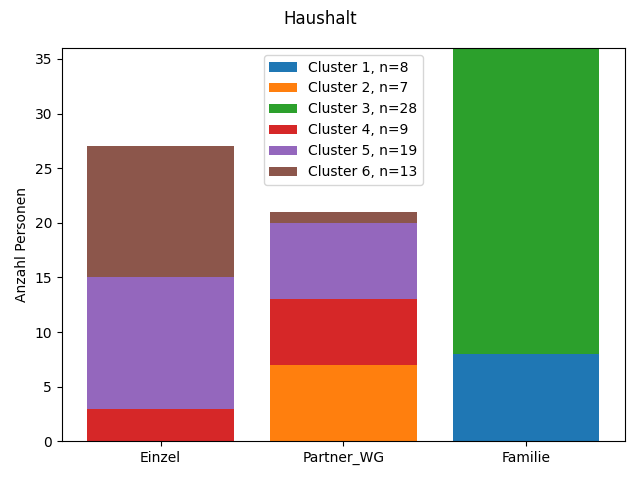 Haushalt
Anzahl Personen
35
30
25
20
15
10
5
0
Cluster 1, n=8
Cluster 2, n=7
Cluster 3, n=28
Cluster 4, n=9
Cluster 5, n=19
Cluster 6, n=13
Einzel
Partner_WG
Familie